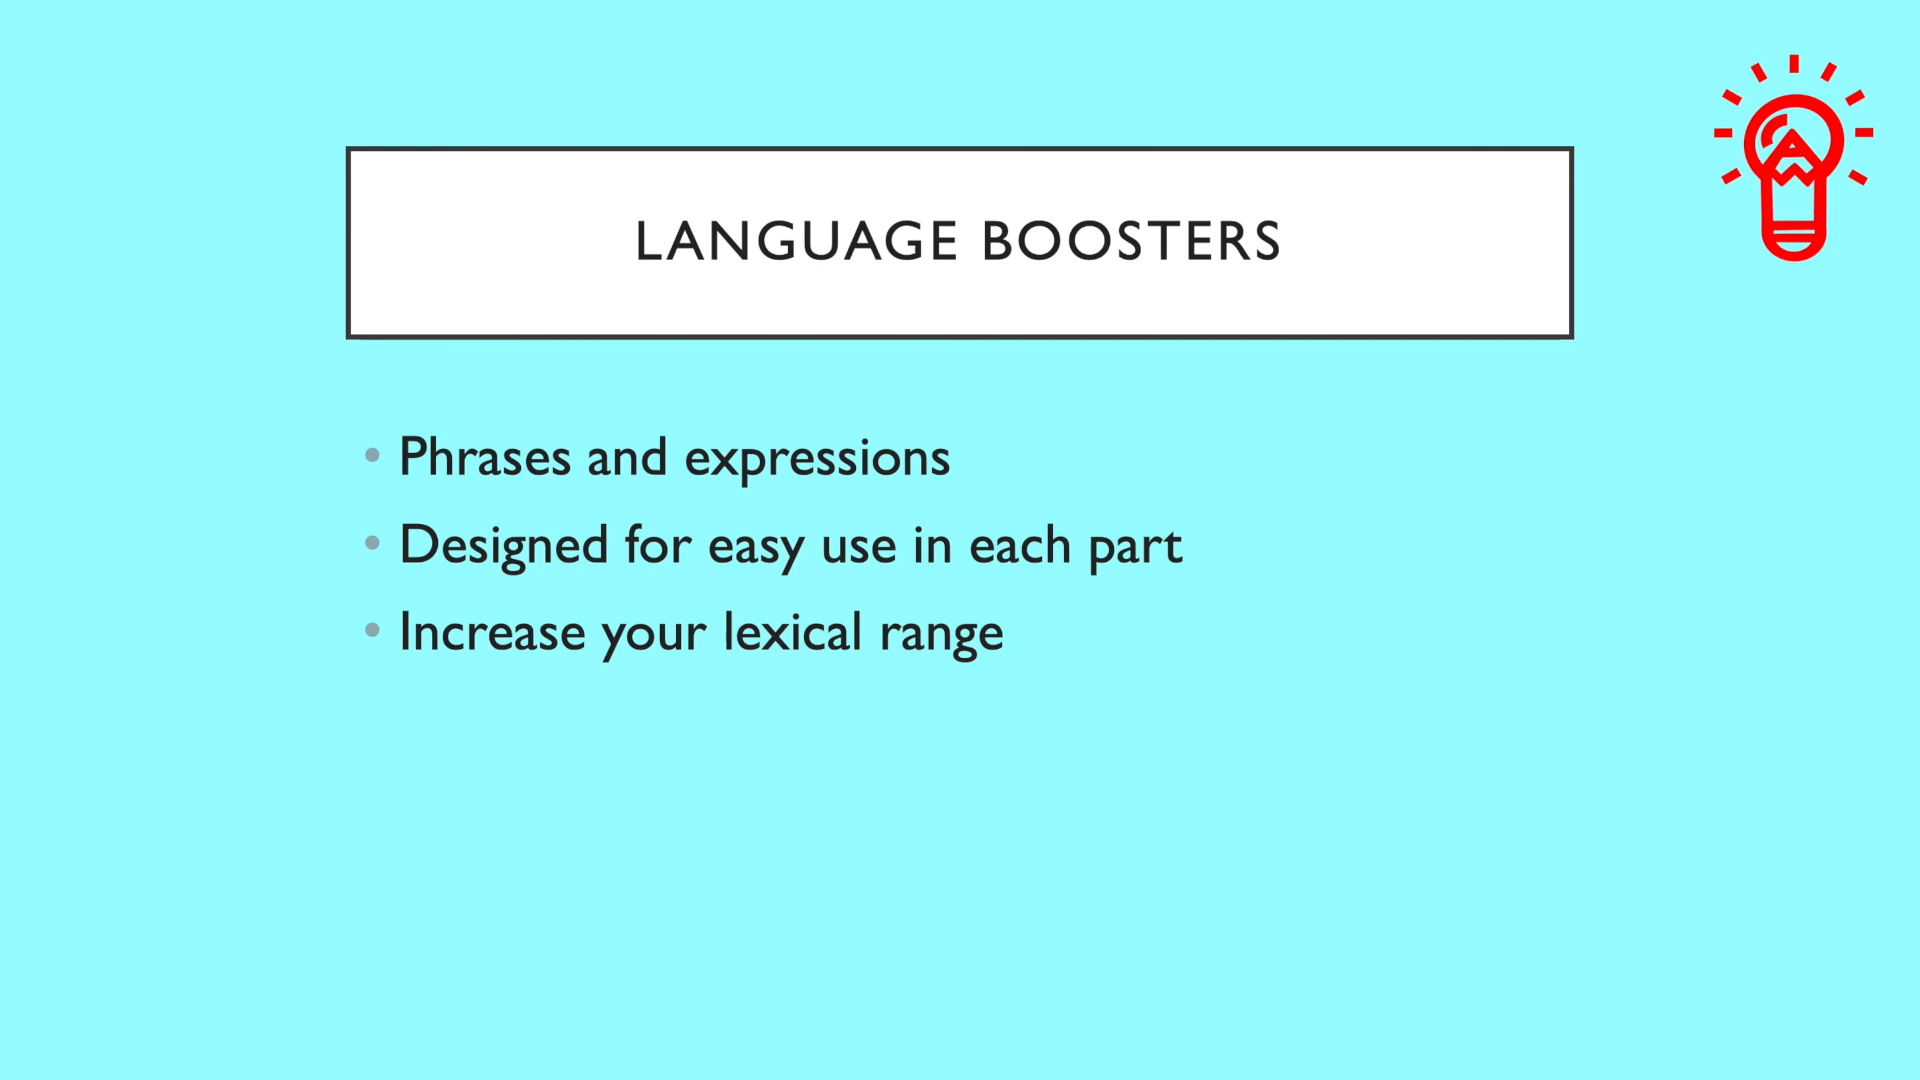 LANGUAGE BOOSTERS
• Phrases and expressions
• Designed for easy use in each part
• Increase your lexical range